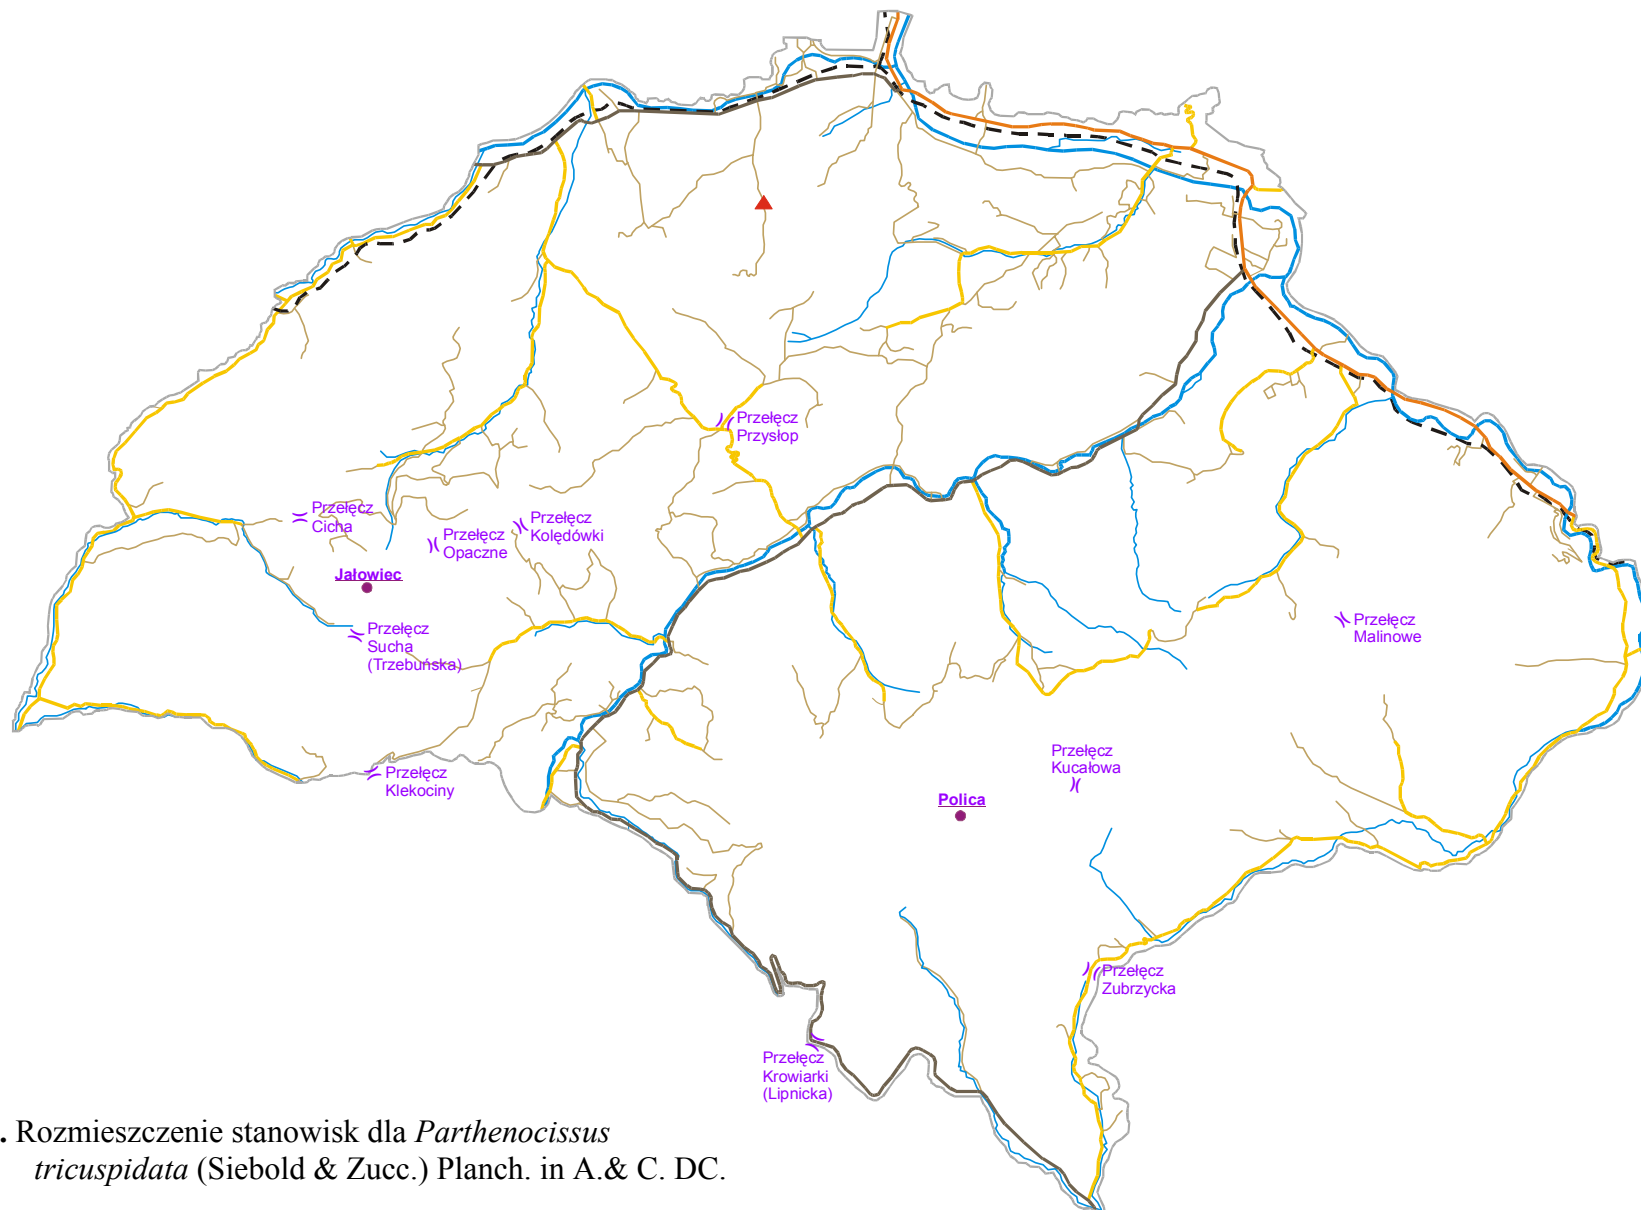 Przełęcz
Przysłop
Przełęcz
Cicha
Przełęcz
Opaczne
Przełęcz
Kolędówki
Jałowiec
Przełęcz
Sucha
(Trzebuńska)
Przełęcz
Malinowe
Przełęcz
Klekociny
Przełęcz
Kucałowa
Polica
Przełęcz
Zubrzycka
Przełęcz
Krowiarki
(Lipnicka)
. Rozmieszczenie stanowisk dla Parthenocissus
tricuspidata (Siebold & Zucc.) Planch. in A.& C. DC.